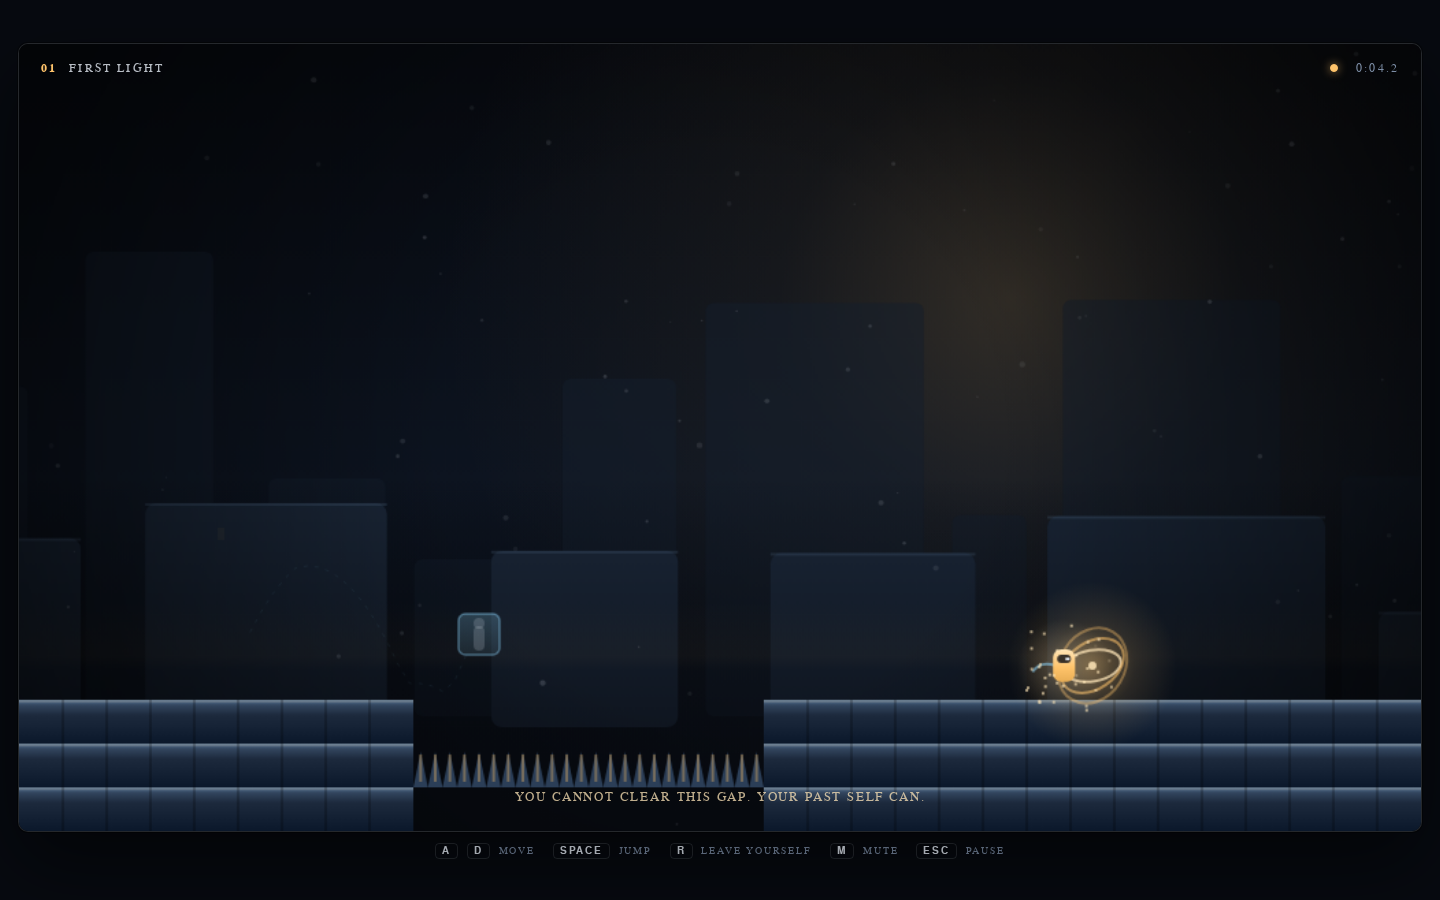 01 FIRST LIGHT
0:04.2
YOU CANNOT CLEAR THIS GAP. YOUR PAST SELF CAN.
A D MOVE SPACE JUMP R LEAVE YOURSELF M MUTE ESC PAUSE